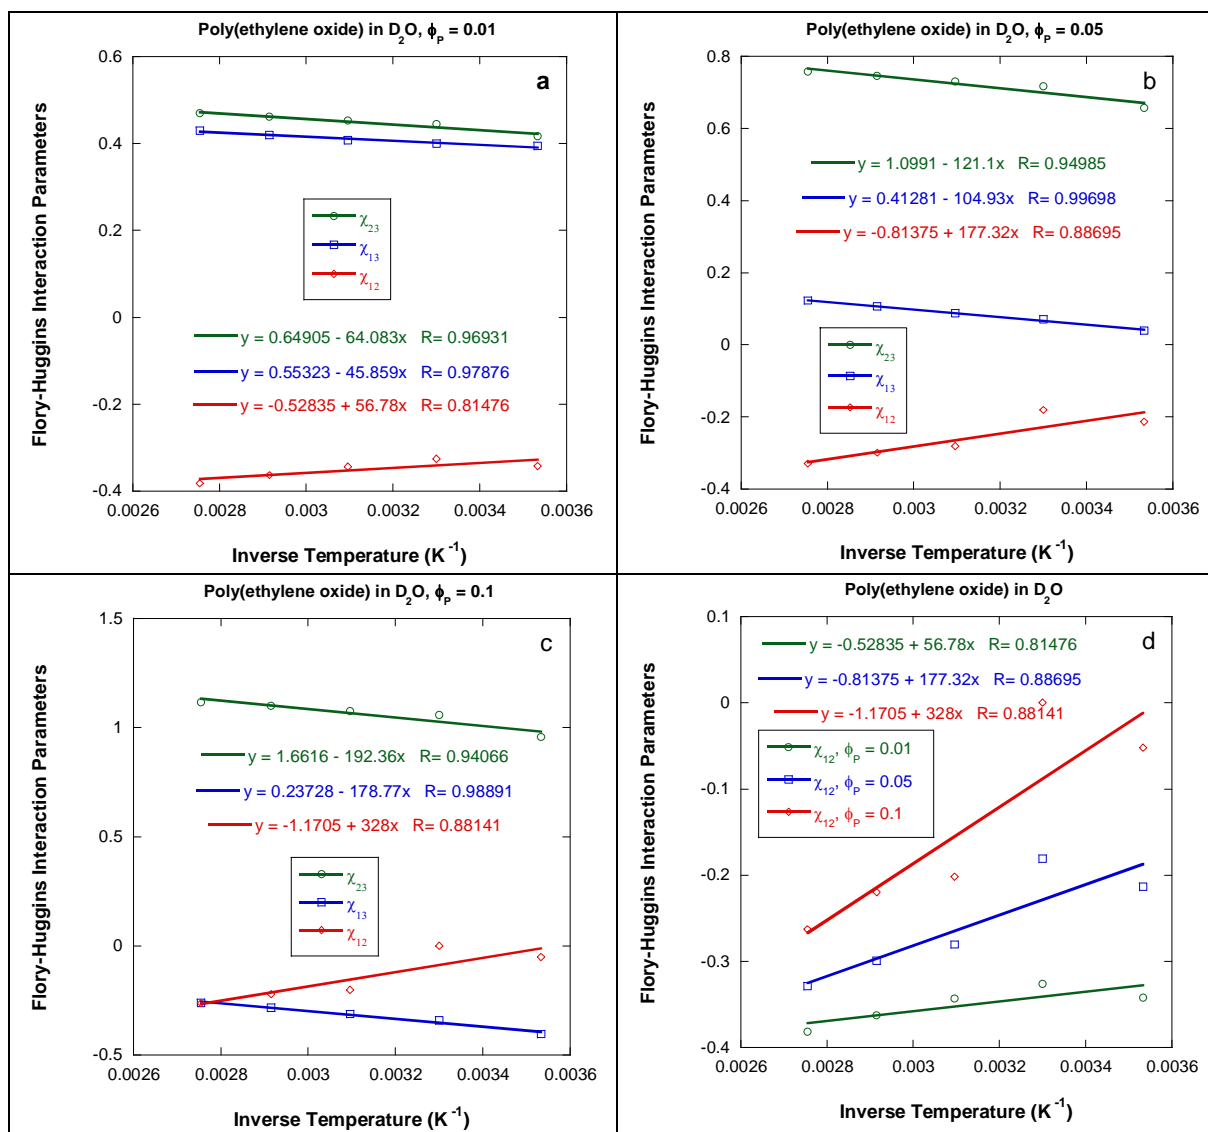 Poly(ethylene oxide) in D₂O, ϕ_P = 0.01
a
Flory-Huggins Interaction Parameters
0.6
0.4
0.2
0
-0.2
-0.4
χ₂₃
χ₁₃
χ₁₂
y = 0.64905 - 64.083x R= 0.96931
y = 0.55323 - 45.859x R= 0.97876
y = -0.52835 + 56.78x R= 0.81476
0.0026 0.0028 0.003 0.0032 0.0034 0.0036
Inverse Temperature (K⁻¹)
Poly(ethylene oxide) in D₂O, ϕ_P = 0.05
b
Flory-Huggins Interaction Parameters
0.8
0.6
0.4
0.2
0
-0.2
-0.4
y = 1.0991 - 121.1x R= 0.94985
y = 0.41281 - 104.93x R= 0.99698
y = -0.81375 + 177.32x R= 0.88695
χ₂₃
χ₁₃
χ₁₂
0.0026 0.0028 0.003 0.0032 0.0034 0.0036
Inverse Temperature (K⁻¹)
Poly(ethylene oxide) in D₂O, ϕ_P = 0.1
c
Flory-Huggins Interaction Parameters
1.5
1
0.5
0
-0.5
y = 1.6616 - 192.36x R= 0.94066
y = 0.23728 - 178.77x R= 0.98891
y = -1.1705 + 328x R= 0.88141
χ₂₃
χ₁₃
χ₁₂
0.0026 0.0028 0.003 0.0032 0.0034 0.0036
Inverse Temperature (K⁻¹)
Poly(ethylene oxide) in D₂O
d
Flory-Huggins Interaction Parameters
0.1
0
-0.1
-0.2
-0.3
-0.4
y = -0.52835 + 56.78x R= 0.81476
y = -0.81375 + 177.32x R= 0.88695
y = -1.1705 + 328x R= 0.88141
χ₁₂, ϕ_P = 0.01
χ₁₂, ϕ_P = 0.05
χ₁₂, ϕ_P = 0.1
0.0026 0.0028 0.003 0.0032 0.0034 0.0036
Inverse Temperature (K⁻¹)